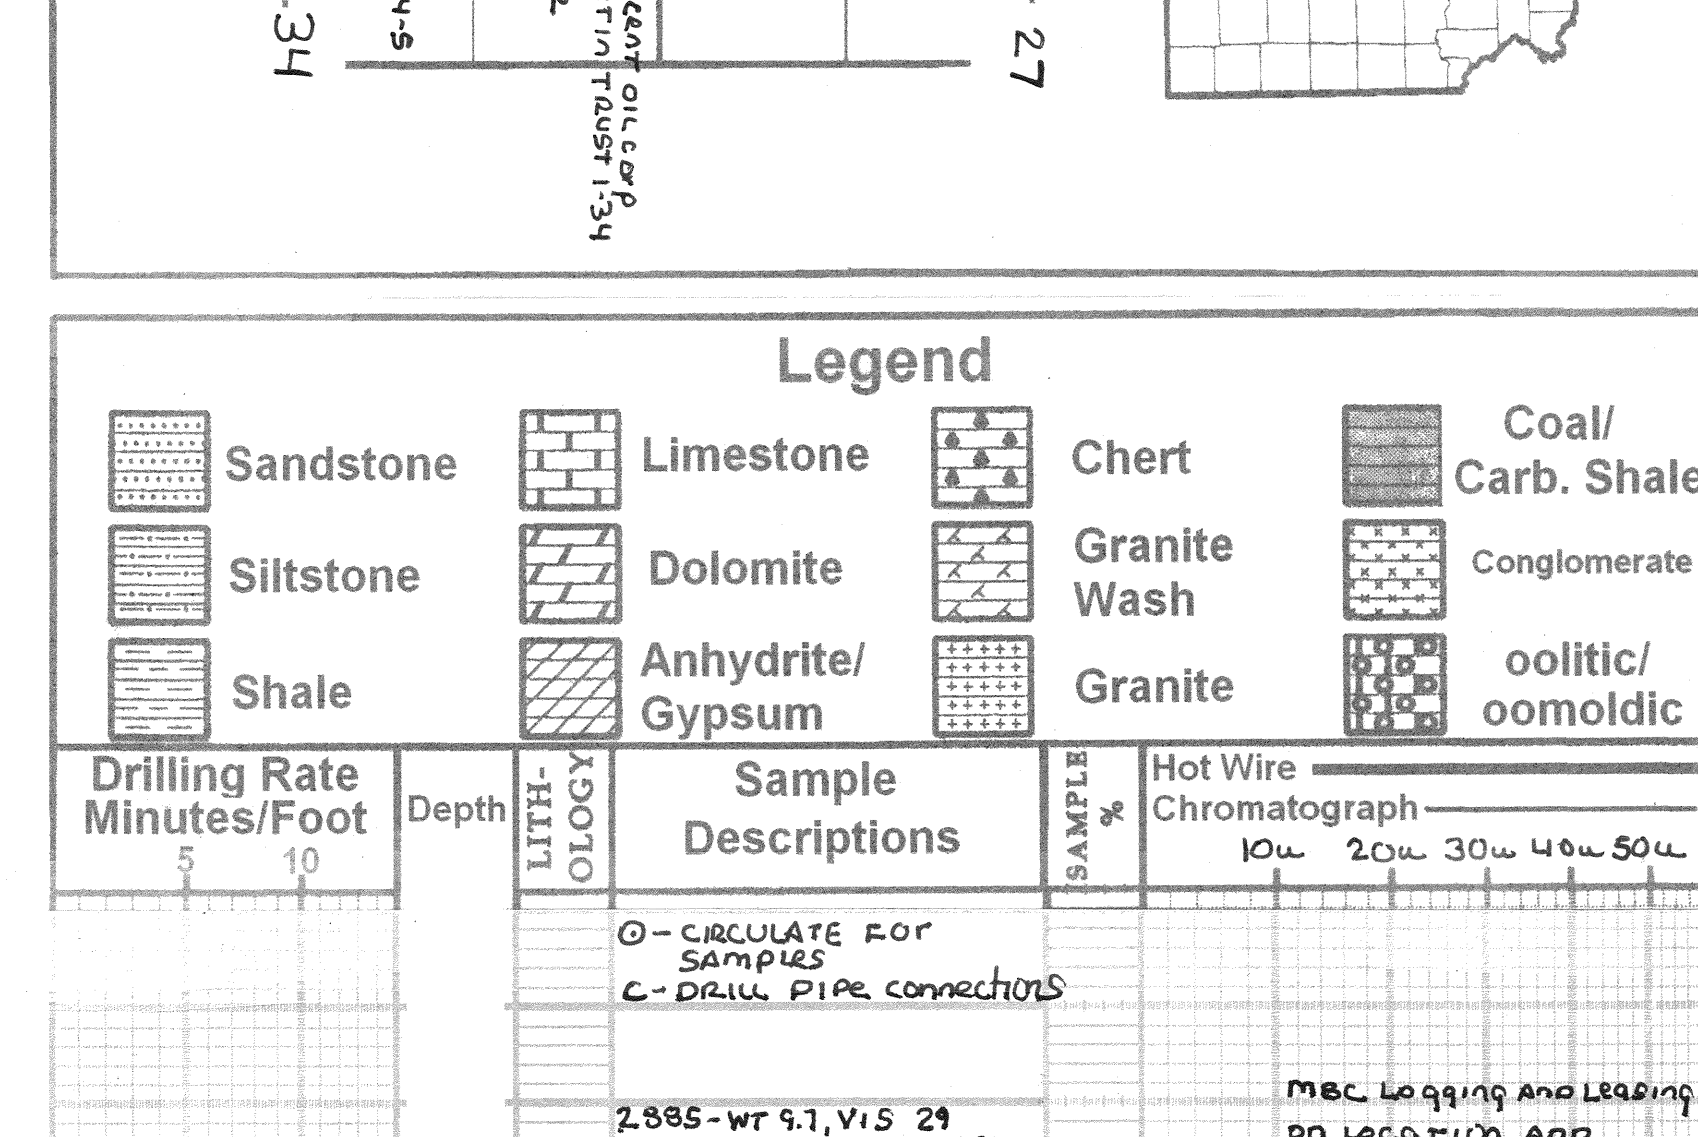 34
4-5
cent OIL corp
T IN TRUST 1-34
27
Legend
Sandstone
Limestone
Chert
Coal/
Carb. Shale
Siltstone
Dolomite
Granite
Wash
Conglomerate
Shale
Anhydrite/
Gypsum
Granite
oolitic/
oomoldic
Drilling Rate
Minutes/Foot
5 10
Depth
LITH-
OLOGY
Sample
Descriptions
SAMPLE
%
Hot Wire
Chromatograph
10u 20u 30u 40u 50u
⊙ - CIRCULATE FOR
SAMPLES
C - DRILL PIPE connections
2885 - WT 9.7, VIS 29
MBC Logging And Leasing